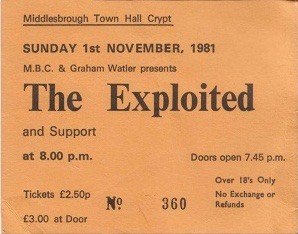 Middlesbrough Town Hall Crypt
SUNDAY 1st NOVEMBER, 1981
M.B.C. & Graham Watler presents
The Exploited
and Support
at 8.00 p.m.
Doors open 7.45 p.m.
Over 18's Only
Tickets £2.50p
No 360
No Exchange or
Refunds
£3.00 at Door